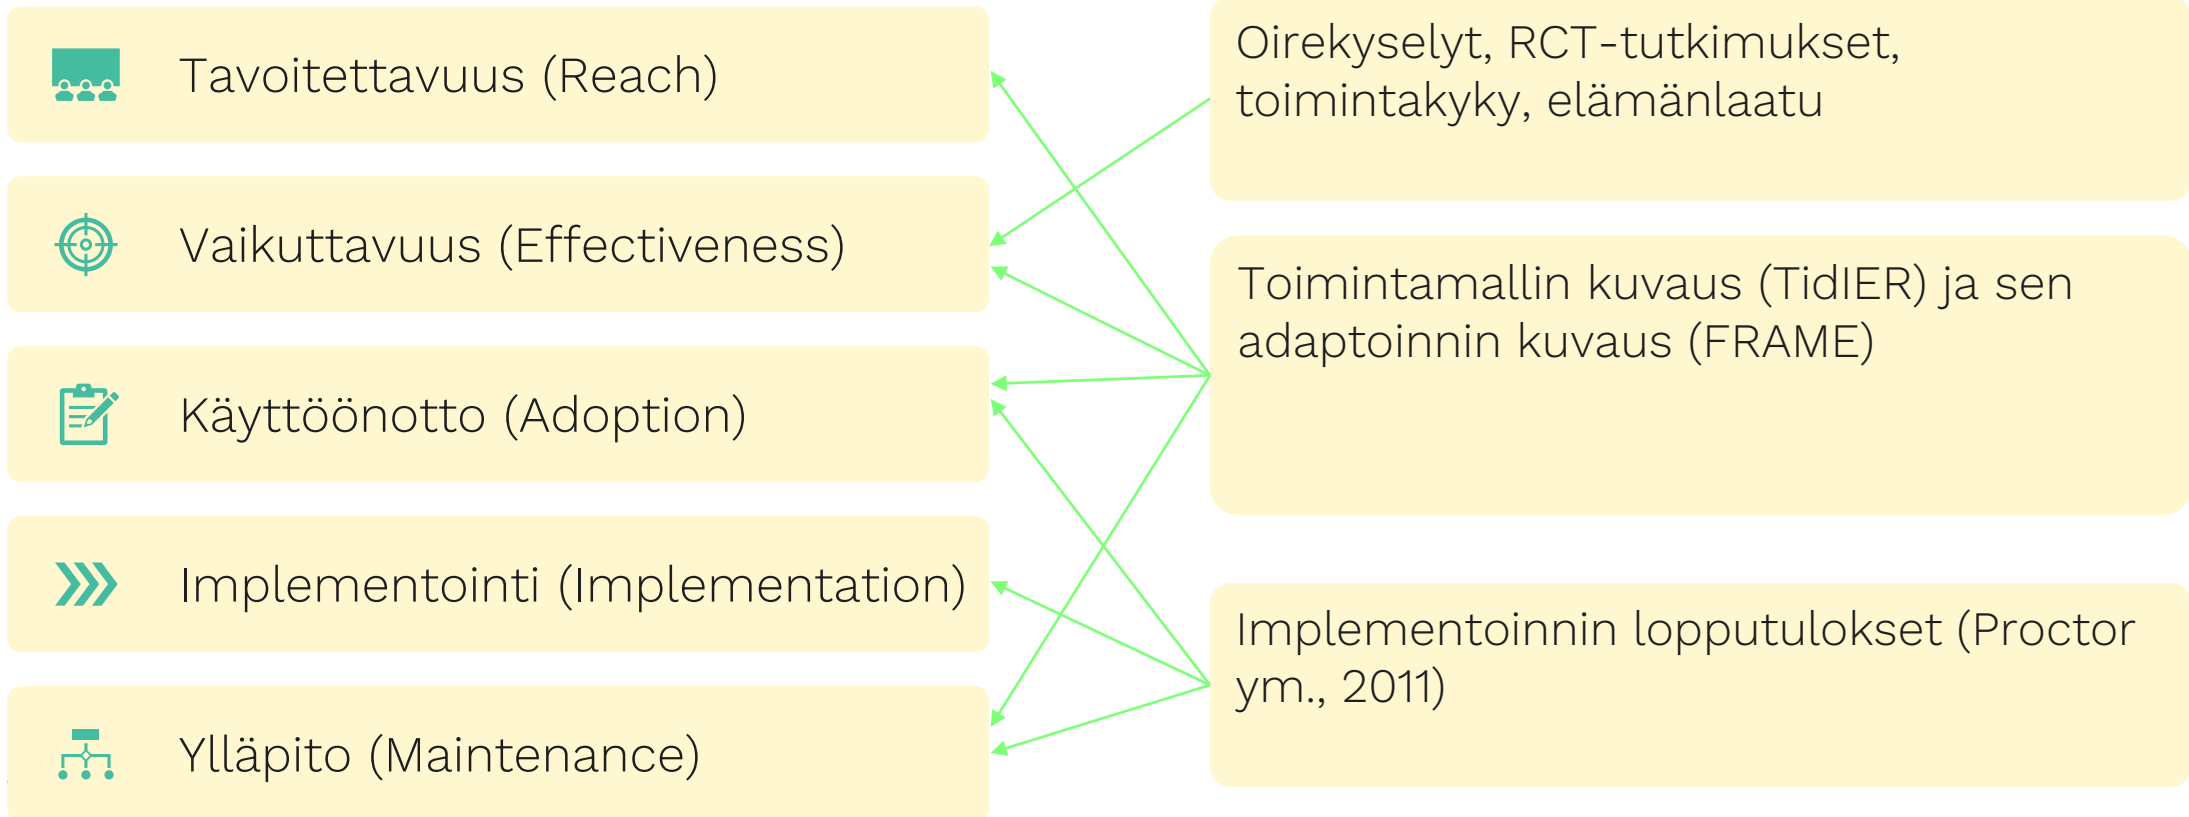 Tavoitettavuus (Reach)
Vaikuttavuus (Effectiveness)
Käyttöönotto (Adoption)
Implementointi (Implementation)
Ylläpito (Maintenance)
Oirekyselyt, RCT-tutkimukset,
toimintakyky, elämänlaatu
Toimintamallin kuvaus (TidIER) ja sen
adaptoinnin kuvaus (FRAME)
Implementoinnin lopputulokset (Proctor
ym., 2011)